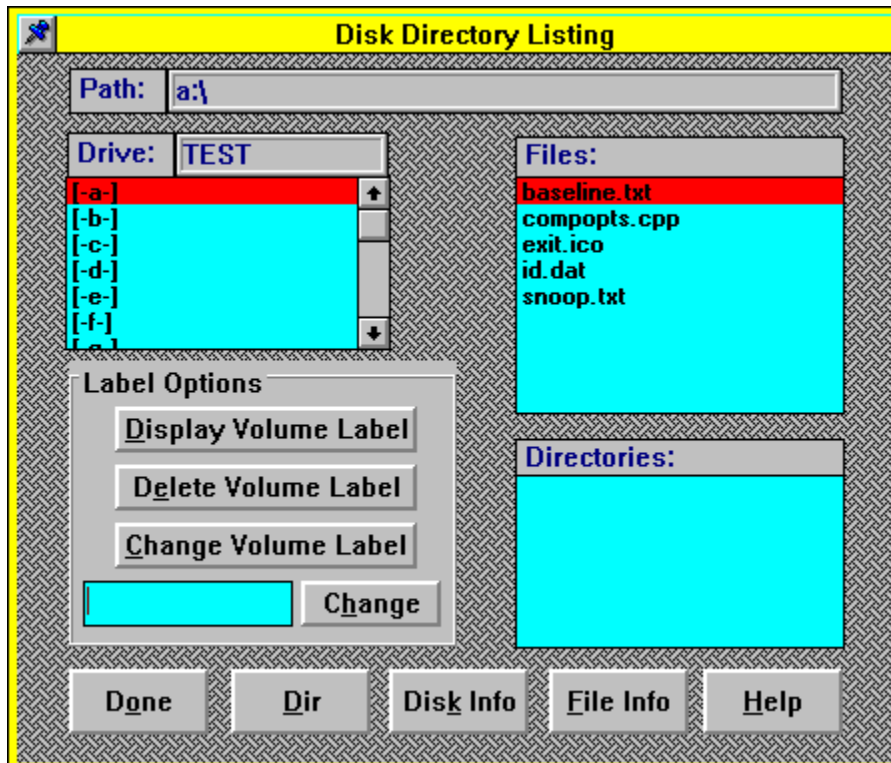 Disk Directory Listing
Path: a:\
Drive: TEST
[-a-]
[-b-]
[-c-]
[-d-]
[-e-]
[-f-]
Files:
baseline.txt
compopts.cpp
exit.ico
id.dat
snoop.txt
Label Options
Display Volume Label
Delete Volume Label
Change Volume Label
Change
Directories:
Done
Dir
Disk Info
File Info
Help